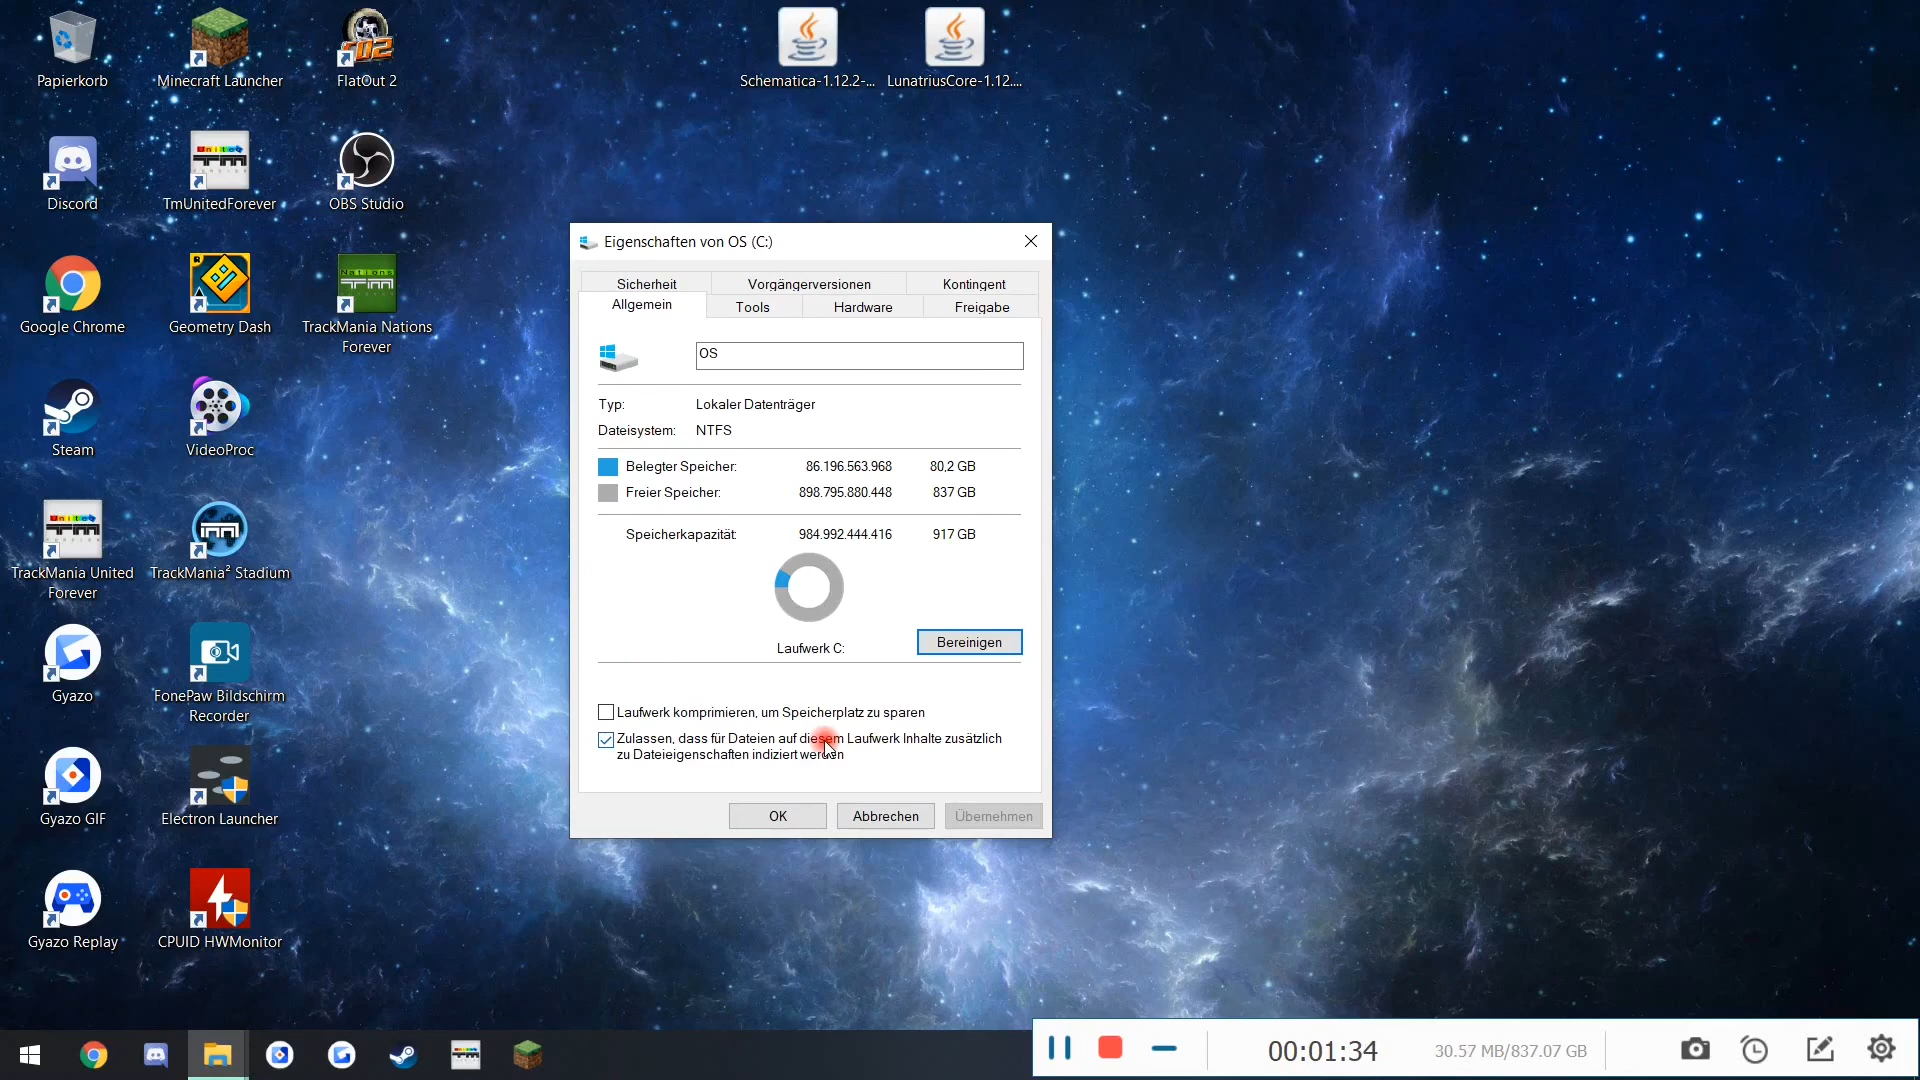 Papierkorb
Minecraft Launcher
FlatOut 2
Schematica-1.12.2-...
LunatriusCore-1.12....
Discord
TmUnitedForever
OBS Studio
Google Chrome
Geometry Dash
TrackMania Nations
Forever
Steam
VideoProc
TrackMania United
Forever
TrackMania² Stadium
Gyazo
FonePaw Bildschirm
Recorder
Gyazo GIF
Electron Launcher
Gyazo Replay
CPUID HWMonitor
Eigenschaften von OS (C:)
Sicherheit
Vorgängerversionen
Kontingent
Allgemein
Tools
Hardware
Freigabe
OS
Typ: Lokaler Datenträger
Dateisystem: NTFS
Belegter Speicher: 86.196.563.968 80,2 GB
Freier Speicher: 898.795.880.448 837 GB
Speicherkapazität: 984.992.444.416 917 GB
Laufwerk C:
Bereinigen
Laufwerk komprimieren, um Speicherplatz zu sparen
Zulassen, dass für Dateien auf diesem Laufwerk Inhalte zusätzlich
zu Dateieigenschaften indiziert werden
OK
Abbrechen
Übernehmen
00:01:34
30.57 MB/837.07 GB